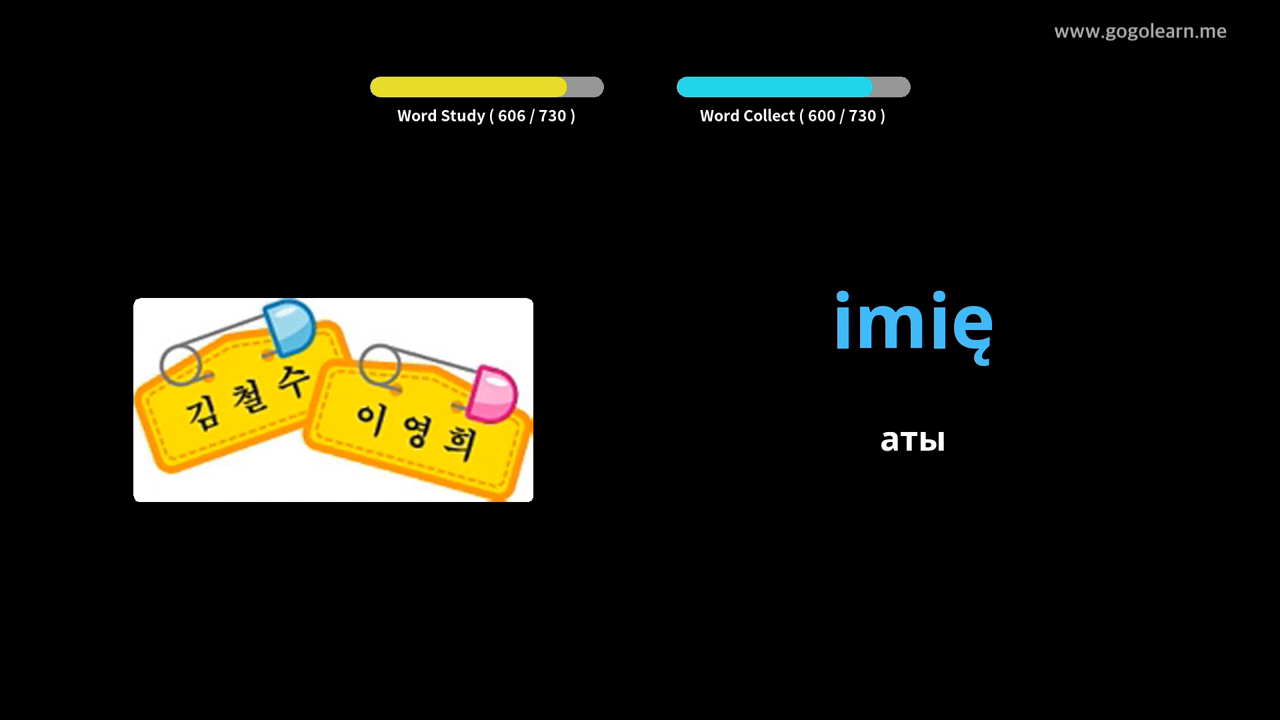 www.gogolearn.me
Word Study ( 606 / 730 )
Word Collect ( 600 / 730 )
김철수
이영희
imię
аты